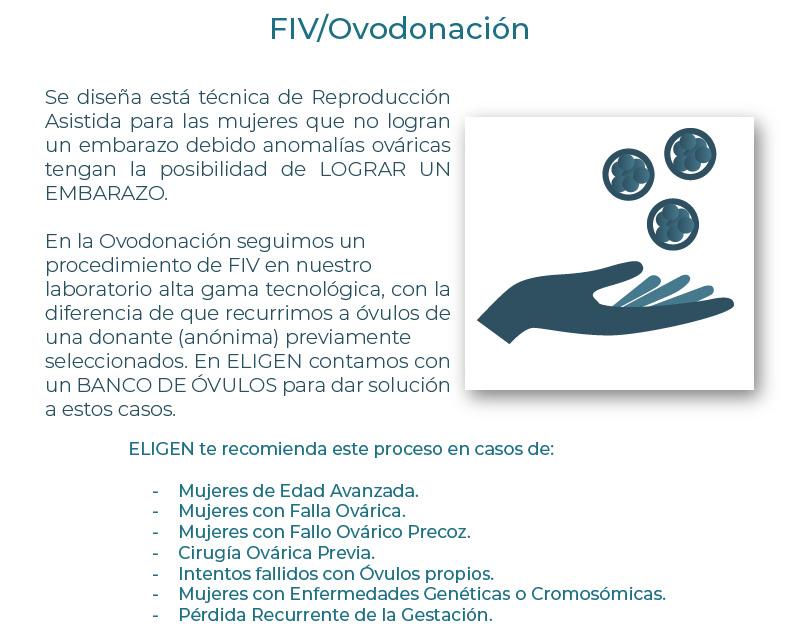 FIV/Ovodonación
Se diseña está técnica de Reproducción
Asistida para las mujeres que no logran
un embarazo debido anomalías ováricas
tengan la posibilidad de LOGRAR UN
EMBARAZO.
En la Ovodonación seguimos un
procedimiento de FIV en nuestro
laboratorio alta gama tecnológica, con la
diferencia de que recurrimos a óvulos de
una donante (anónima) previamente
seleccionados. En ELIGEN contamos con
un BANCO DE ÓVULOS para dar solución
a estos casos.
ELIGEN te recomienda este proceso en casos de:
- Mujeres de Edad Avanzada.
- Mujeres con Falla Ovárica.
- Mujeres con Fallo Ovárico Precoz.
- Cirugía Ovárica Previa.
- Intentos fallidos con Óvulos propios.
- Mujeres con Enfermedades Genéticas o Cromosómicas.
- Pérdida Recurrente de la Gestación.